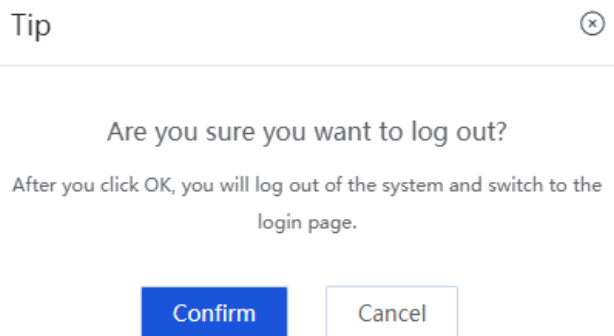 Tip
Are you sure you want to log out?
After you click OK, you will log out of the system and switch to the
login page.
Confirm Cancel